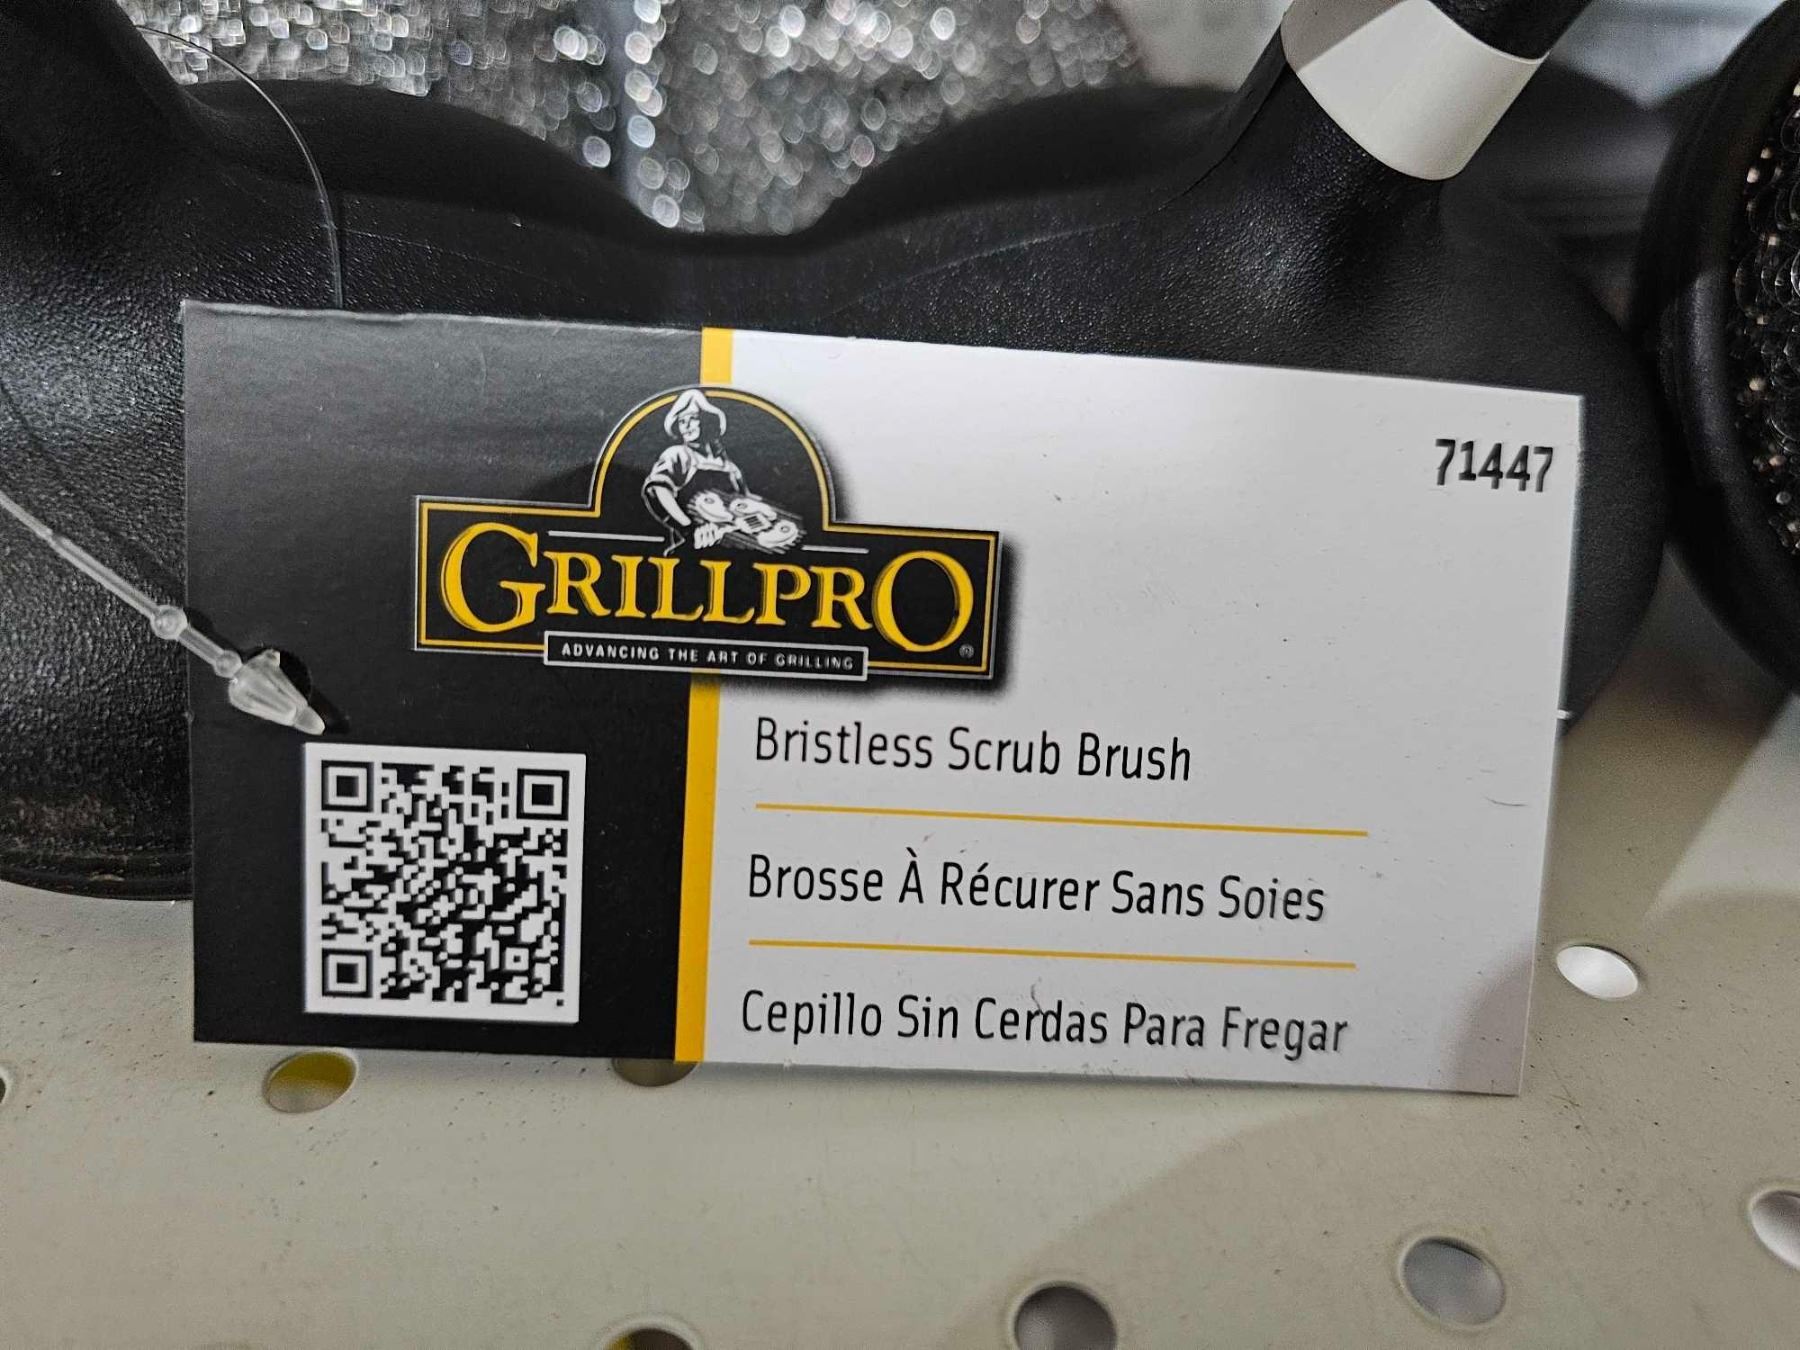 71447
GRILLPRO®
ADVANCING THE ART OF GRILLING
Bristless Scrub Brush
Brosse À Récurer Sans Soies
Cepillo Sin Cerdas Para Fregar